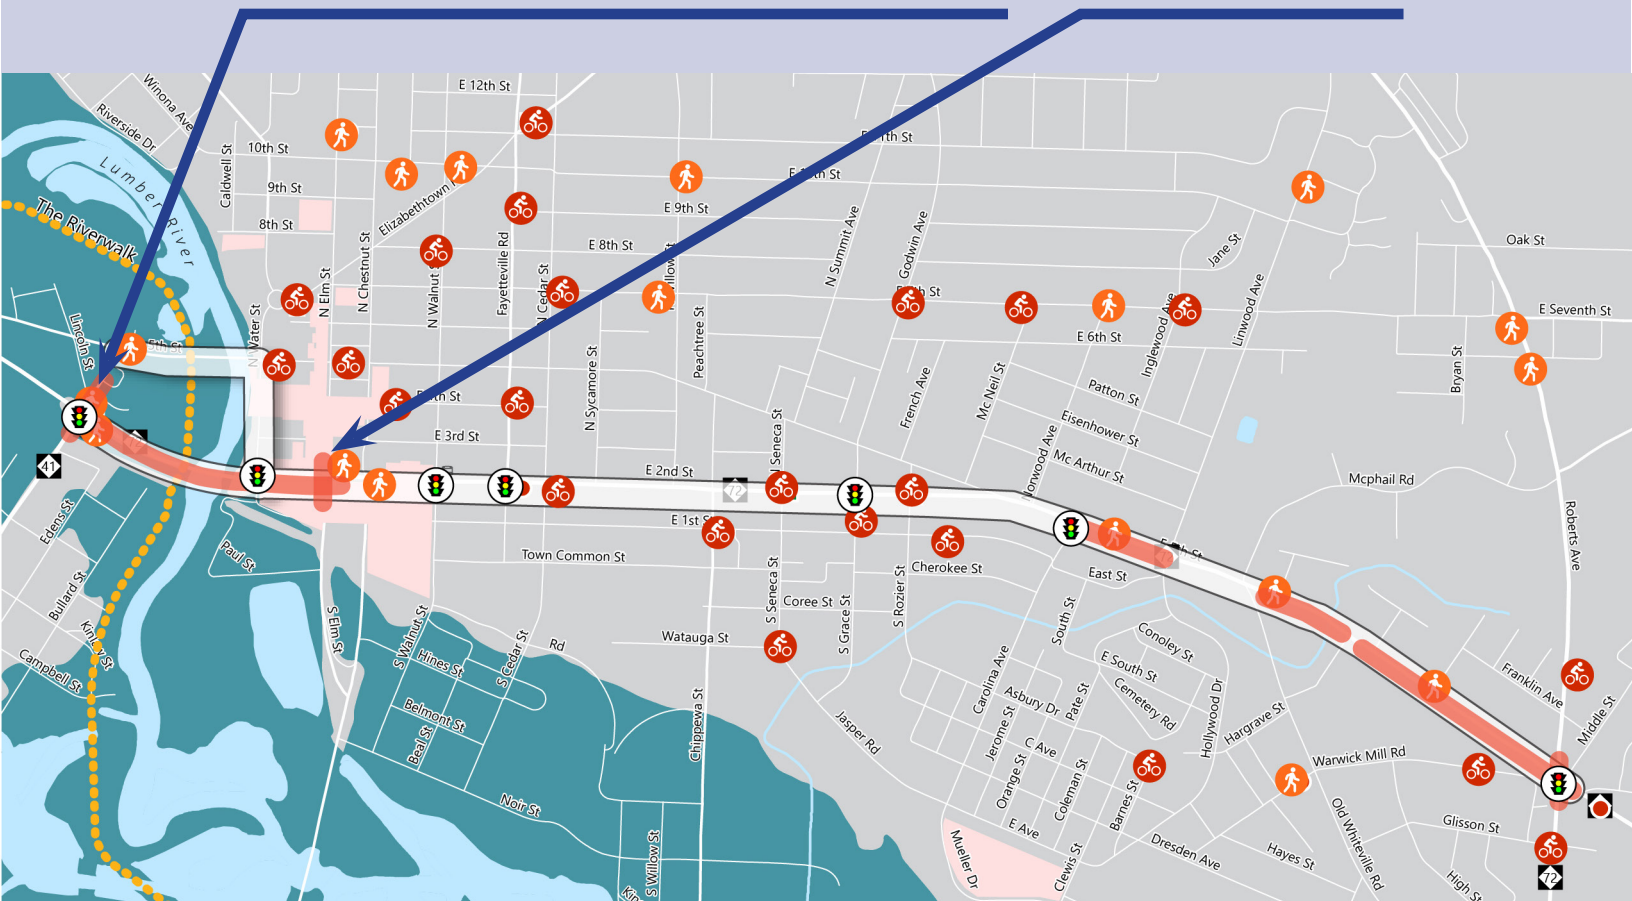 E 12th St
Winona Ave
Riverside Dr
10th St
Caldwell St
Lumber River
9th St
The Riverwalk
8th St
Elizabethtown
E 9th St
E 8th St
N Elm St
N Chestnut St
N Walnut
Fayetteville Rd
N Cedar St
N Summit Ave
Godwin Ave
Jane St
Oak St
E Seventh St
Linwood Ave
Inglewood Ave
E 6th St
Peachtree St
N Sycamore St
N Water St
Lincoln St
5th St
Bryan St
Patton St
Eisenhower St
Mc Neil St
French Ave
E 3rd St
N Seneca St
Norwood Ave
Mc Arthur St
Mcphail Rd
E 2nd St
72
41
Edens St
E 1st St
Roberts Ave
Paul St
Town Common St
Cherokee St
East St
Bullard St
S Elm St
S Walnut St
S Seneca St
Coree St
S Grace St
S Rozier St
South St
Watauga St
Rd
Conoley St
Campbell St
Hines St
S Cedar St
E South St
Cemetery Rd
Franklin Ave
Carolina Ave
Asbury Dr
Pate St
Hollywood Dr
Hargrave St
Middle St
Belmont St
Beal St
Chippewa St
Jasper Rd
Jerome St
C Ave
Warwick Mill Rd
Orange St
Coleman St
Barnes St
Noir St
E Ave
Old Whiteville Rd
Glisson St
Mueller Dr
Clewis St
Dresden Ave
Hayes St
S Willow St
High St
72